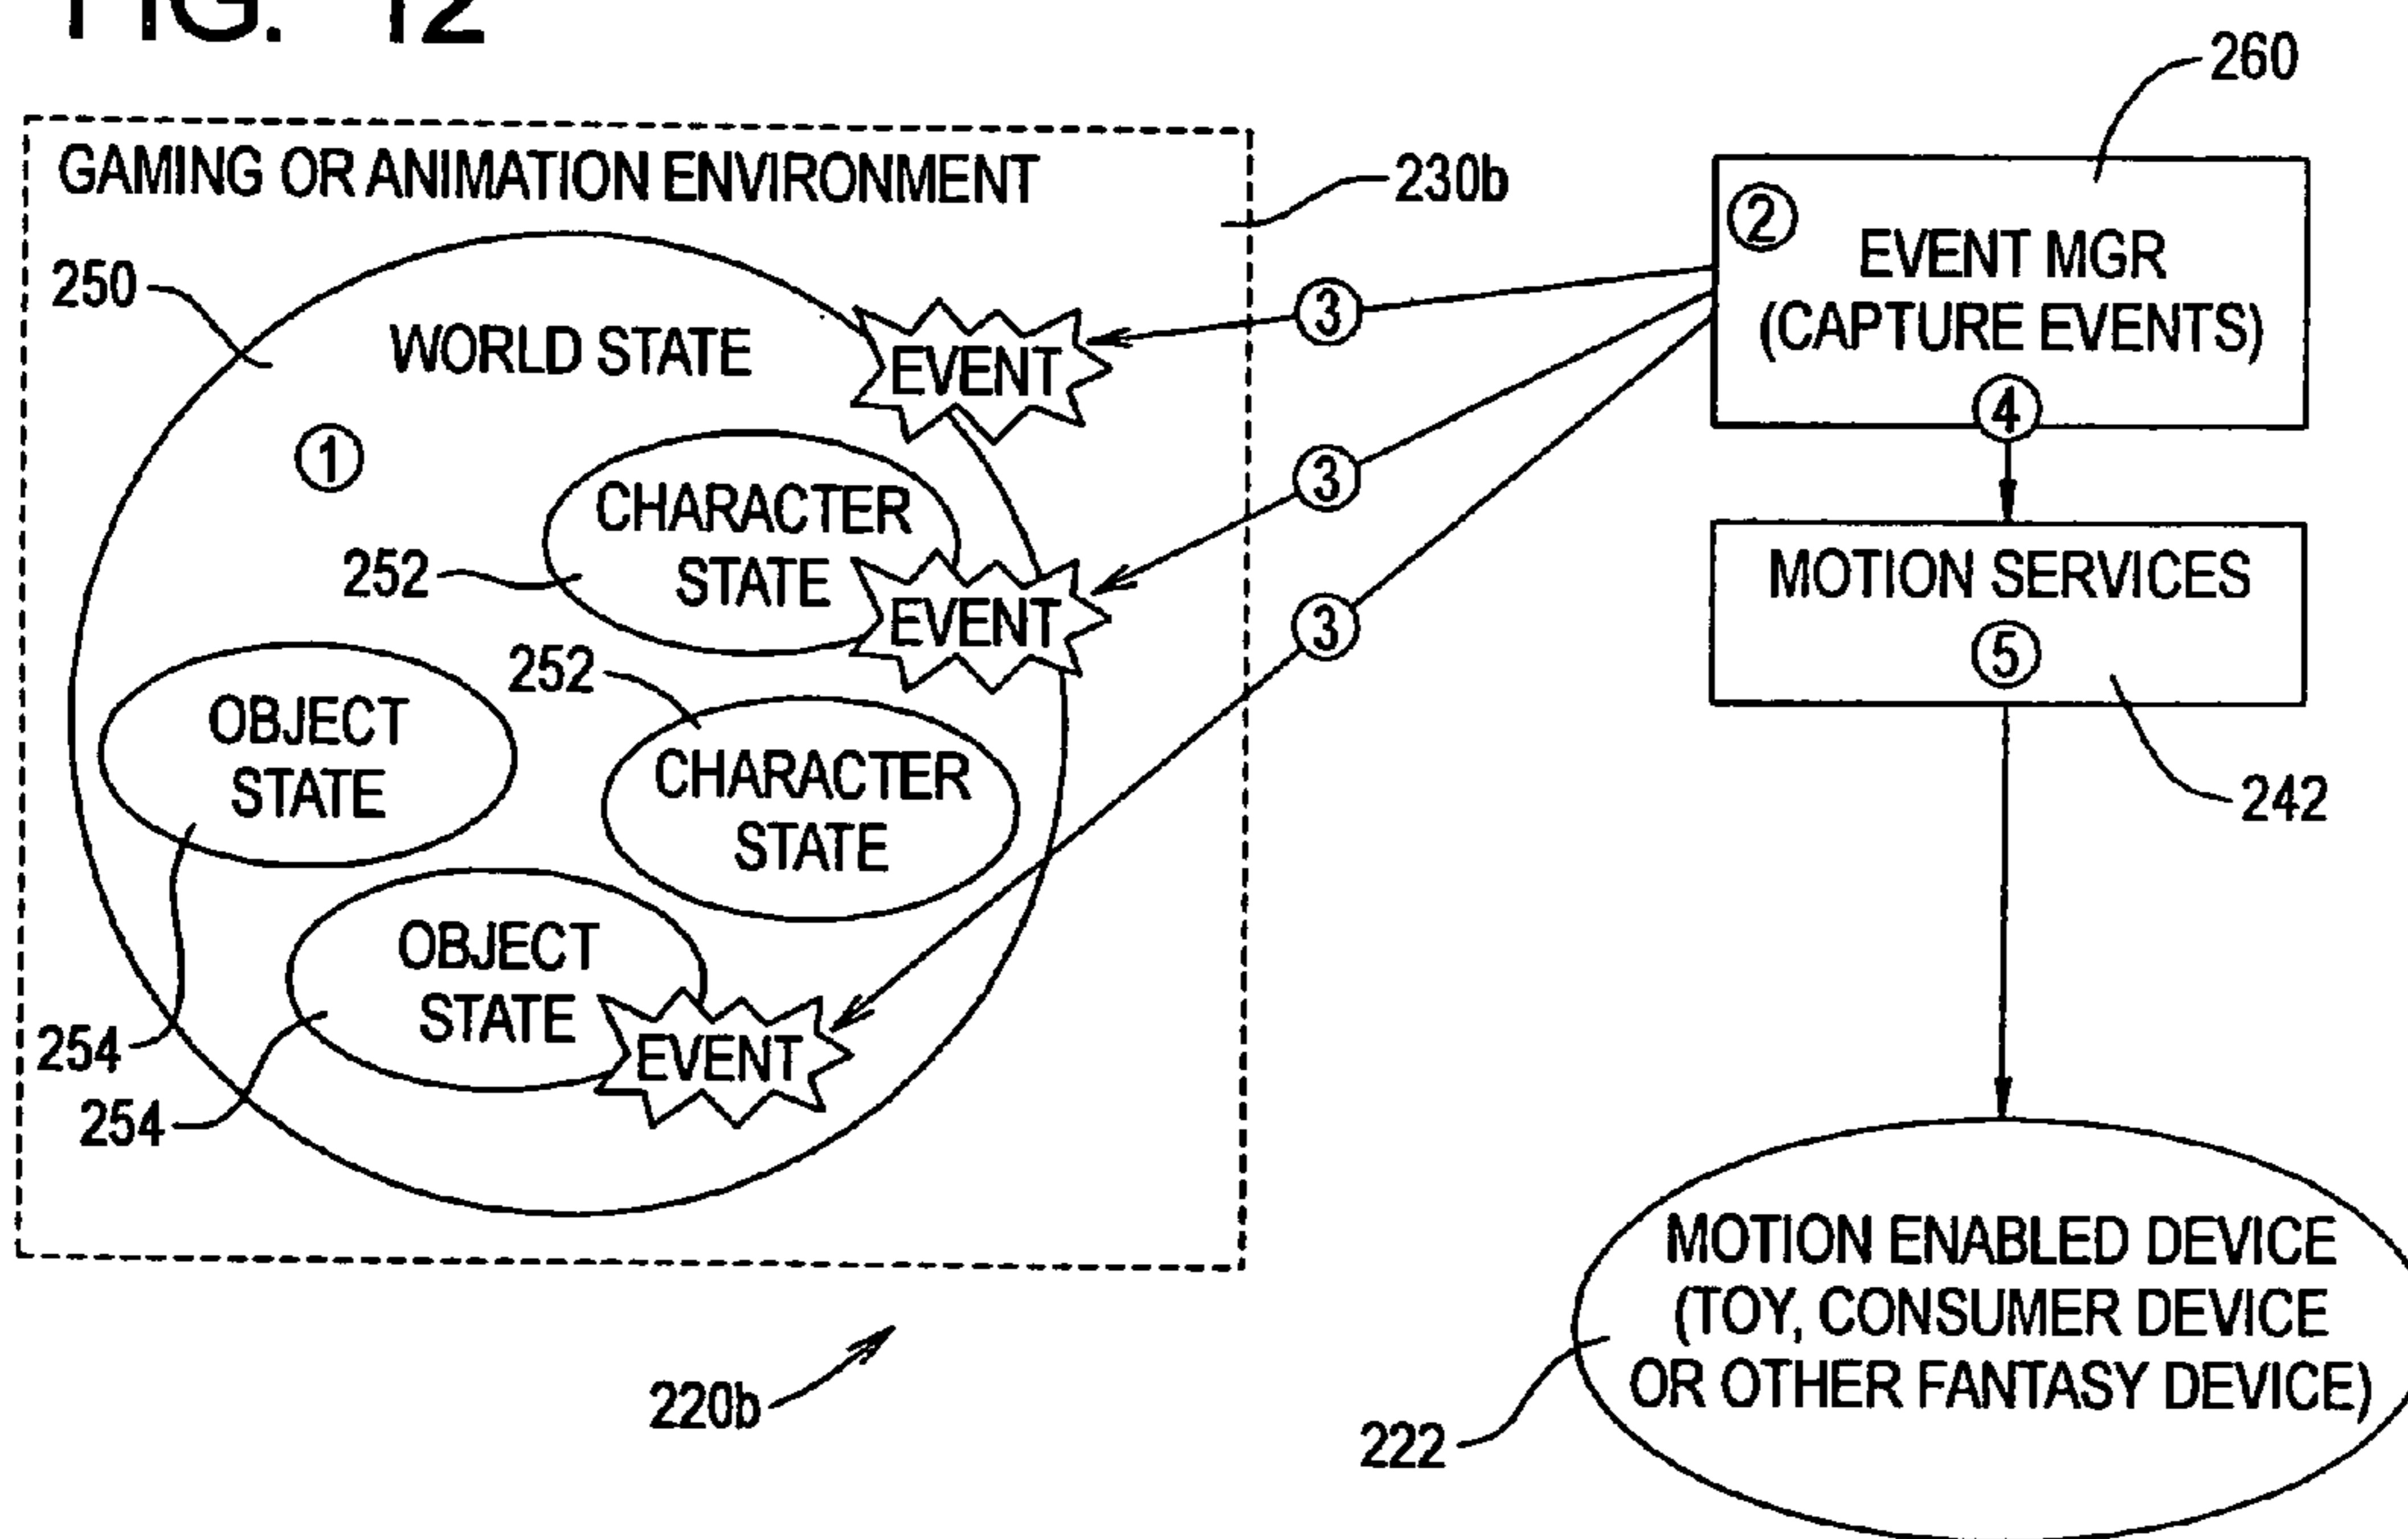 FIG. 12
260
GAMING OR ANIMATION ENVIRONMENT
230b
2
EVENT MGR
(CAPTURE EVENTS)
4
250
WORLD STATE
EVENT
3
1
CHARACTER
STATE
252
EVENT
3
3
MOTION SERVICES
5
242
252
OBJECT
STATE
CHARACTER
STATE
OBJECT
STATE
EVENT
254
254
220b
MOTION ENABLED DEVICE
(TOY, CONSUMER DEVICE
OR OTHER FANTASY DEVICE)
222